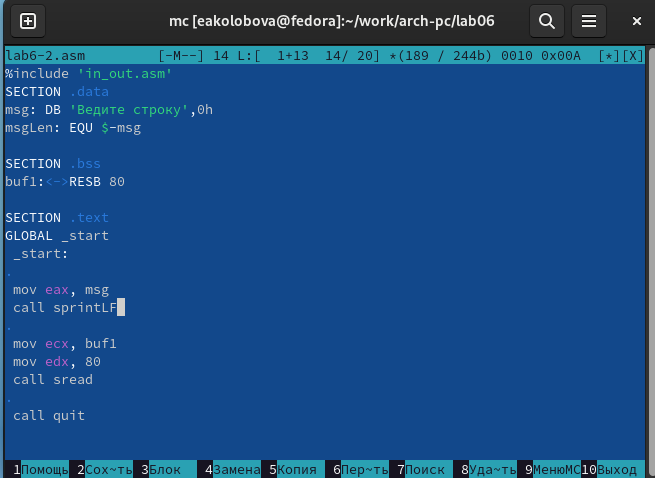 mc [eakolobova@fedora]:~/work/arch-pc/lab06
lab6-2.asm [-M--] 14 L:[ 1+13 14/ 20] *(189 / 244b) 0010 0x00A [*][X]
%include 'in_out.asm'
SECTION .data
msg: DB 'Ведите строку',0h
msgLen: EQU $-msg
SECTION .bss
buf1:<->RESB 80
SECTION .text
GLOBAL _start
_start:
.
mov eax, msg
call sprintLF
.
mov ecx, buf1
mov edx, 80
call sread
.
call quit
1Помощь 2Сох~ть 3Блок 4Замена 5Копия 6Пер~ть 7Поиск 8Уда~ть 9МенюMC 10Выход